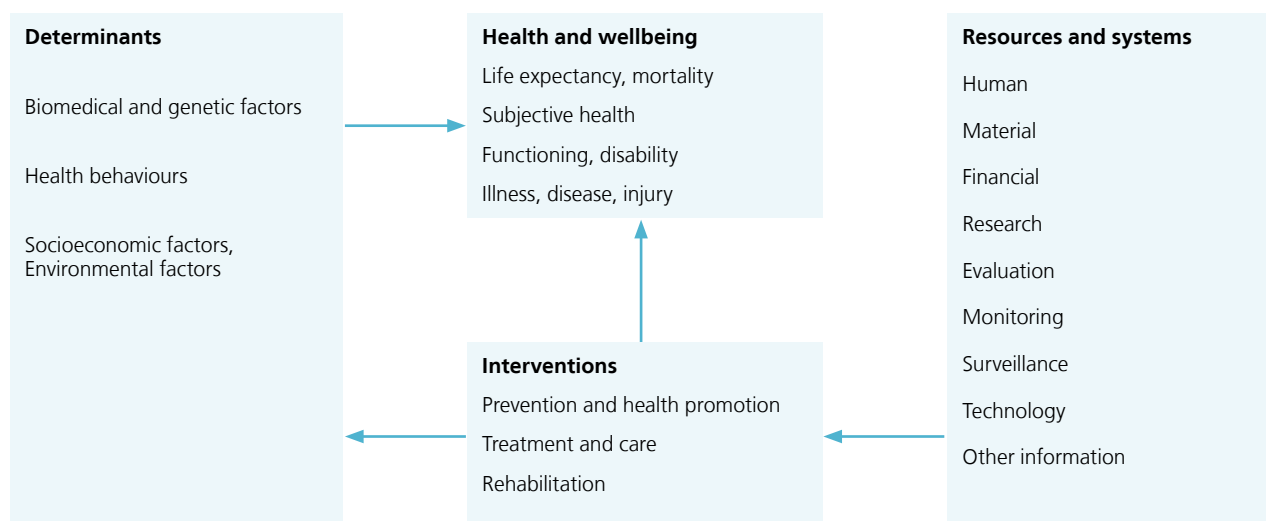 Determinants
Biomedical and genetic factors
Health behaviours
Socioeconomic factors,
Environmental factors
Health and wellbeing
Life expectancy, mortality
Subjective health
Functioning, disability
Illness, disease, injury
Interventions
Prevention and health promotion
Treatment and care
Rehabilitation
Resources and systems
Human
Material
Financial
Research
Evaluation
Monitoring
Surveillance
Technology
Other information